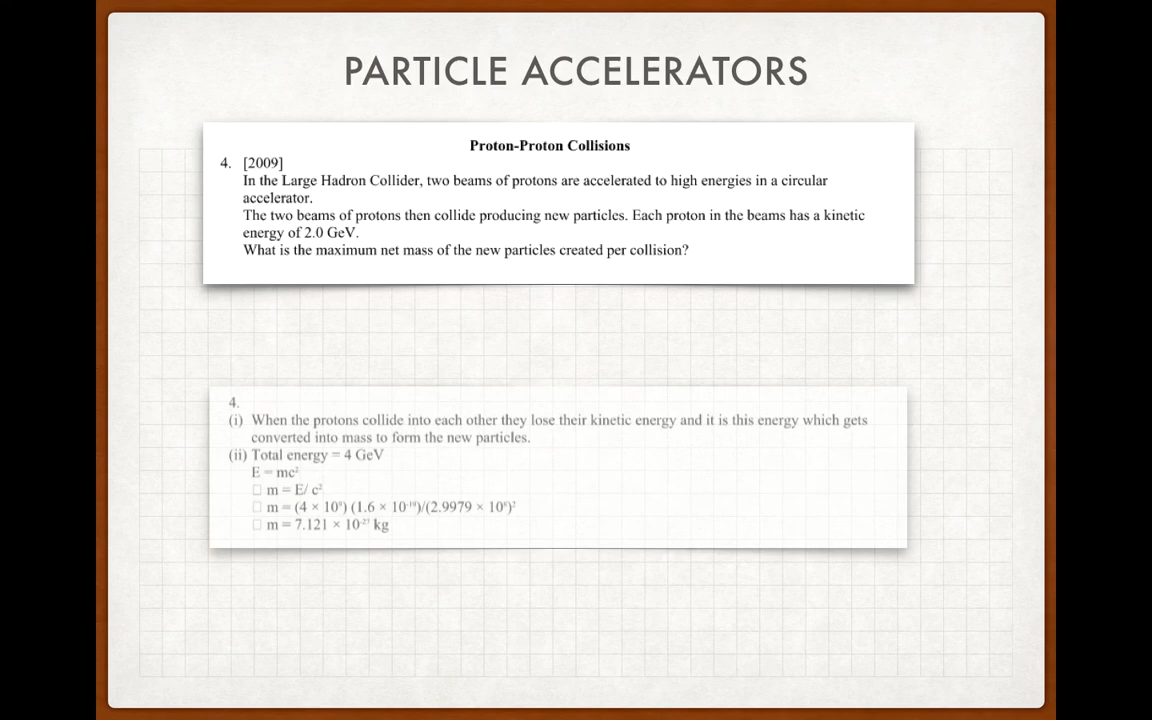 PARTICLE ACCELERATORS
Proton-Proton Collisions
4. [2009]
In the Large Hadron Collider, two beams of protons are accelerated to high energies in a circular
accelerator.
The two beams of protons then collide producing new particles. Each proton in the beams has a kinetic
energy of 2.0 GeV.
What is the maximum net mass of the new particles created per collision?
4.
(i) When the protons collide into each other they lose their kinetic energy and it is this energy which gets
converted into mass to form the new particles.
(ii) Total energy = 4 GeV
E = mc²
□ m = E/ c²
□ m = (4 × 10⁹) (1.6 × 10⁻¹⁹)/(2.9979 × 10⁸)²
□ m = 7.121 × 10⁻²⁷ kg